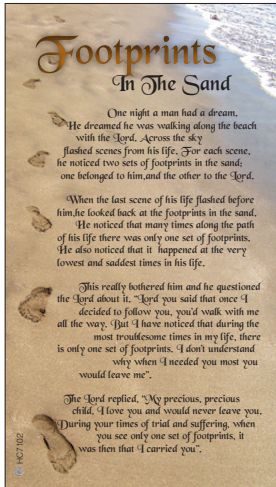 Footprints
In The Sand
One night a man had a dream.
He dreamed he was walking along the beach
with the Lord. Across the sky
flashed scenes from his life. For each scene,
he noticed two sets of footprints in the sand;
one belonged to him,and the other to the Lord.
When the last scene of his life flashed before
him,he looked back at the footprints in the sand.
He noticed that many times along the path
of his life there was only one set of footprints.
He also noticed that it happened at the very
lowest and saddest times in his life.
This really bothered him and he questioned
the Lord about it. "Lord you said that once I
decided to follow you, you'd walk with me
all the way. But I have noticed that during the
most troublesome times in my life, there
is only one set of footprints. I don't understand
why when I needed you most you
would leave me".
The Lord replied, "My precious, precious
child, I love you and would never leave you.
During your times of trial and suffering, when
you see only one set of footprints, it
was then that I carried you".
HC7102